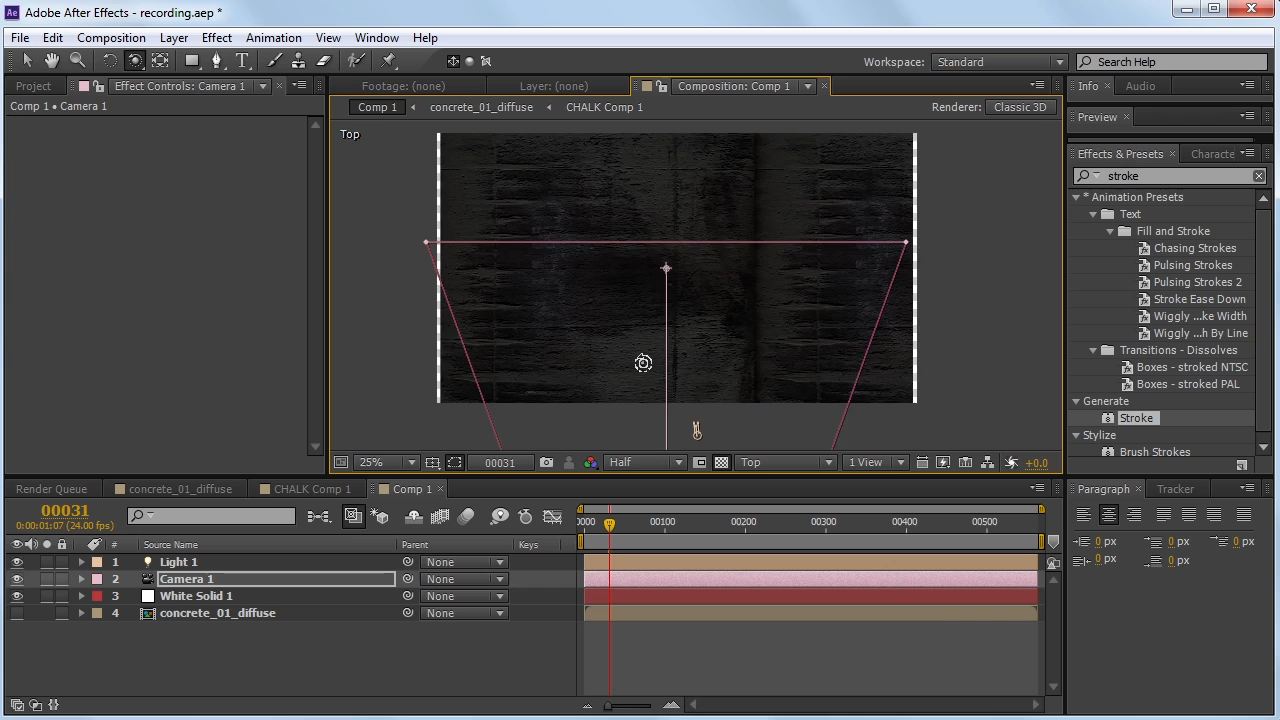 Adobe After Effects - recording.aep *
File Edit Composition Layer Effect Animation View Window Help
Workspace: Standard Search Help
Project Effect Controls: Camera 1 Footage: (none) Layer: (none) Composition: Comp 1 Info Audio
Comp 1 • Camera 1 Comp 1 concrete_01_diffuse CHALK Comp 1 Renderer: Classic 3D
Preview
Top
Effects & Presets Characte
stroke
* Animation Presets
Text
Fill and Stroke
Chasing Strokes
Pulsing Strokes
Pulsing Strokes 2
Stroke Ease Down
Wiggly ...ke Width
Wiggly ...h By Line
Transitions - Dissolves
Boxes - stroked NTSC
Boxes - stroked PAL
Generate
Stroke
Stylize
Brush Strokes
25% 00031 Half Top 1 View +0.0
Render Queue concrete_01_diffuse CHALK Comp 1 Comp 1 Paragraph Tracker
00031
0:00:01:07 (24.00 fps)
0000 00100 00200 00300 00400 00500
0 px 0 px 0 px
0 px 0 px
# Source Name Parent Keys
1 Light 1 None
2 Camera 1 None
3 White Solid 1 None
4 concrete_01_diffuse None